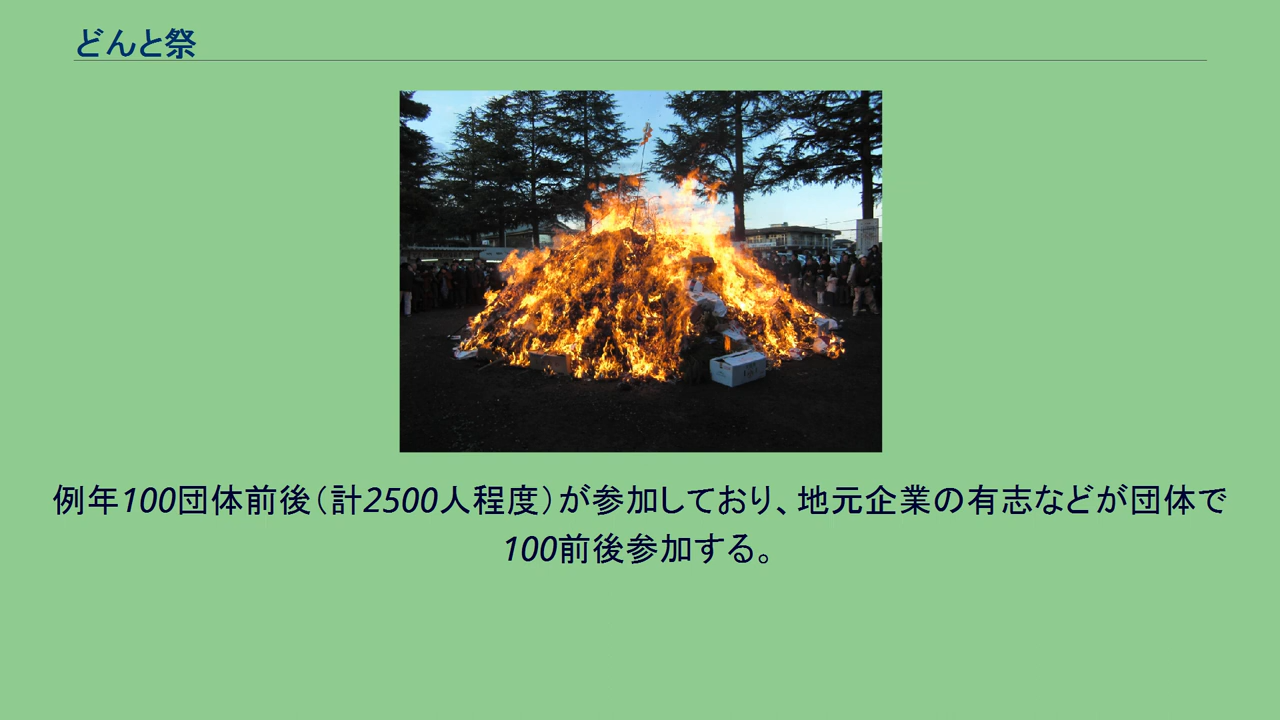 どんと祭
例年100団体前後（計2500人程度）が参加しており、地元企業の有志などが団体で
100前後参加する。